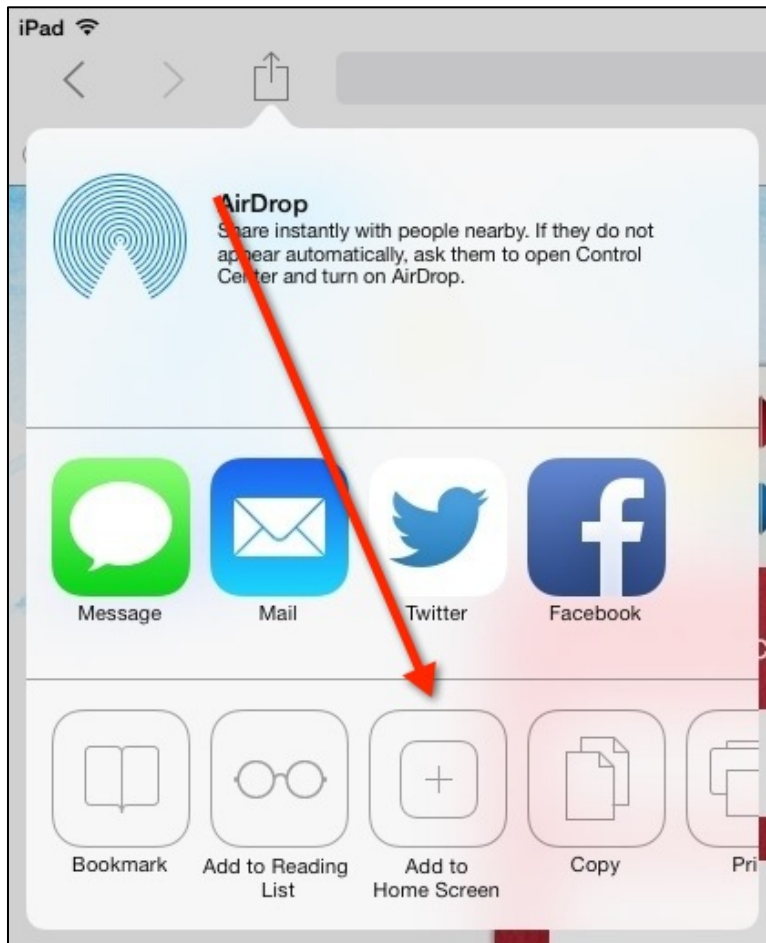 iPad
AirDrop
Share instantly with people nearby. If they do not
appear automatically, ask them to open Control
Center and turn on AirDrop.
Message
Mail
Twitter
Facebook
Bookmark
Add to Reading
List
Add to
Home Screen
Copy
Pri